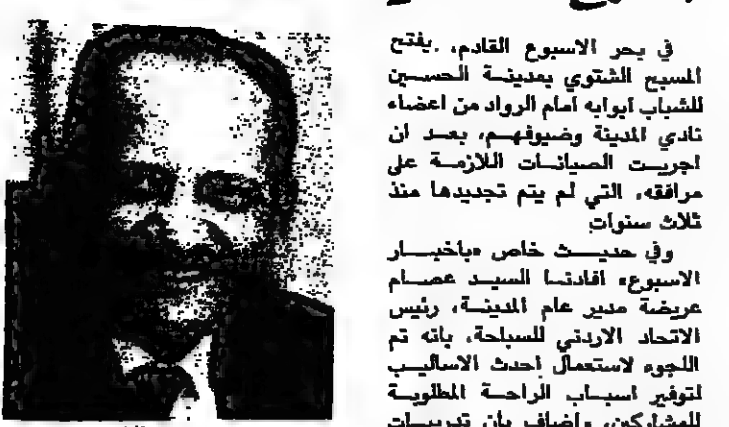 في بحر الاسبوع القادم، يفتح
المسبح الشتوي بمدينة الحسين
للشباب ابوابه امام الرواد من اعضاء
نادي المدينة وضيوفهم، بعد ان
اجريت الصيانات اللازمة على
مرافقه، التي لم يتم تجديدها منذ
ثلاث سنوات
وفي حديث خاص «باخبار
الاسبوع» افادنا السيد عصام
عريضة مدير عام المدينة، رئيس
الاتحاد الاردني للسباحة، بانه تم
اللجوء لاستعمال احدث الاساليب
لتوفير اسباب الراحة المطلوبة
للمشاركين، واضاف بان تدريبات